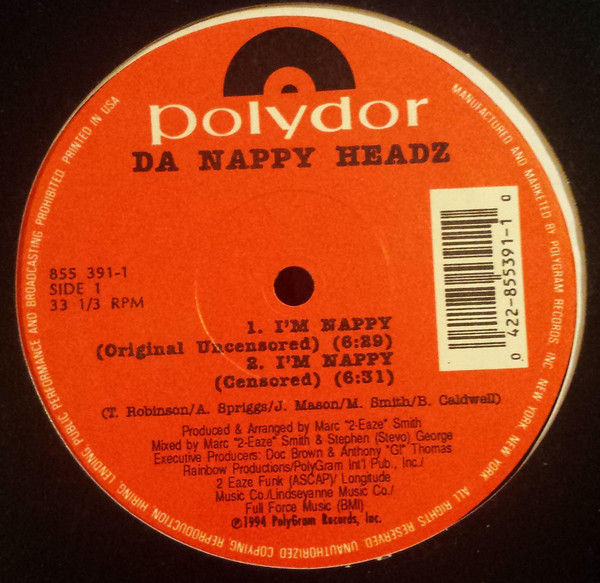 polydor
DA NAPPY HEADZ
855 391-1
SIDE 1
33 1/3 RPM
1. I'M NAPPY
(Original Uncensored) (6:29)
2. I'M NAPPY
(Censored) (6:31)
(T. Robinson/A. Spriggs/J. Mason/M. Smith/B. Caldwell)
Produced & Arranged by Marc "2-Eaze" Smith
Mixed by Marc "2-Eaze" Smith & Stephen (Stevo) George
Executive Producers: Doc Brown & Anthony "GI" Thomas
Rainbow Productions/PolyGram Int'l Pub., Inc./
2 Eaze Funk (ASCAP)/ Longitude
Music Co./Lindseyanne Music Co./
Full Force Music (BMI)
℗1994 PolyGram Records, Inc.
0 422-855391-1 0
MANUFACTURED AND MARKETED BY POLYGRAM RECORDS, INC. NEW YORK, NEW YORK
ALL RIGHTS RESERVED. UNAUTHORIZED COPYING, REPRODUCTION HIRING, LENDING, PUBLIC PERFORMANCE AND BROADCASTING PROHIBITED. PRINTED IN USA